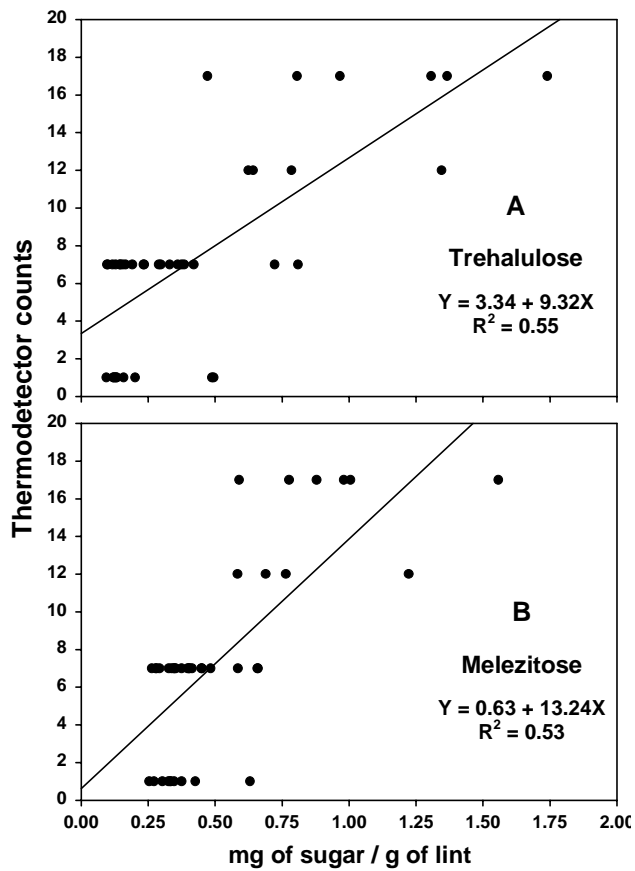 20
18
16
14
12
10
8
6
4
2
0
A
Trehalulose
Y = 3.34 + 9.32X
R² = 0.55
Thermodetector counts
20
18
16
14
12
10
8
6
4
2
0
B
Melezitose
Y = 0.63 + 13.24X
R² = 0.53
0.00 0.25 0.50 0.75 1.00 1.25 1.50 1.75 2.00
mg of sugar / g of lint